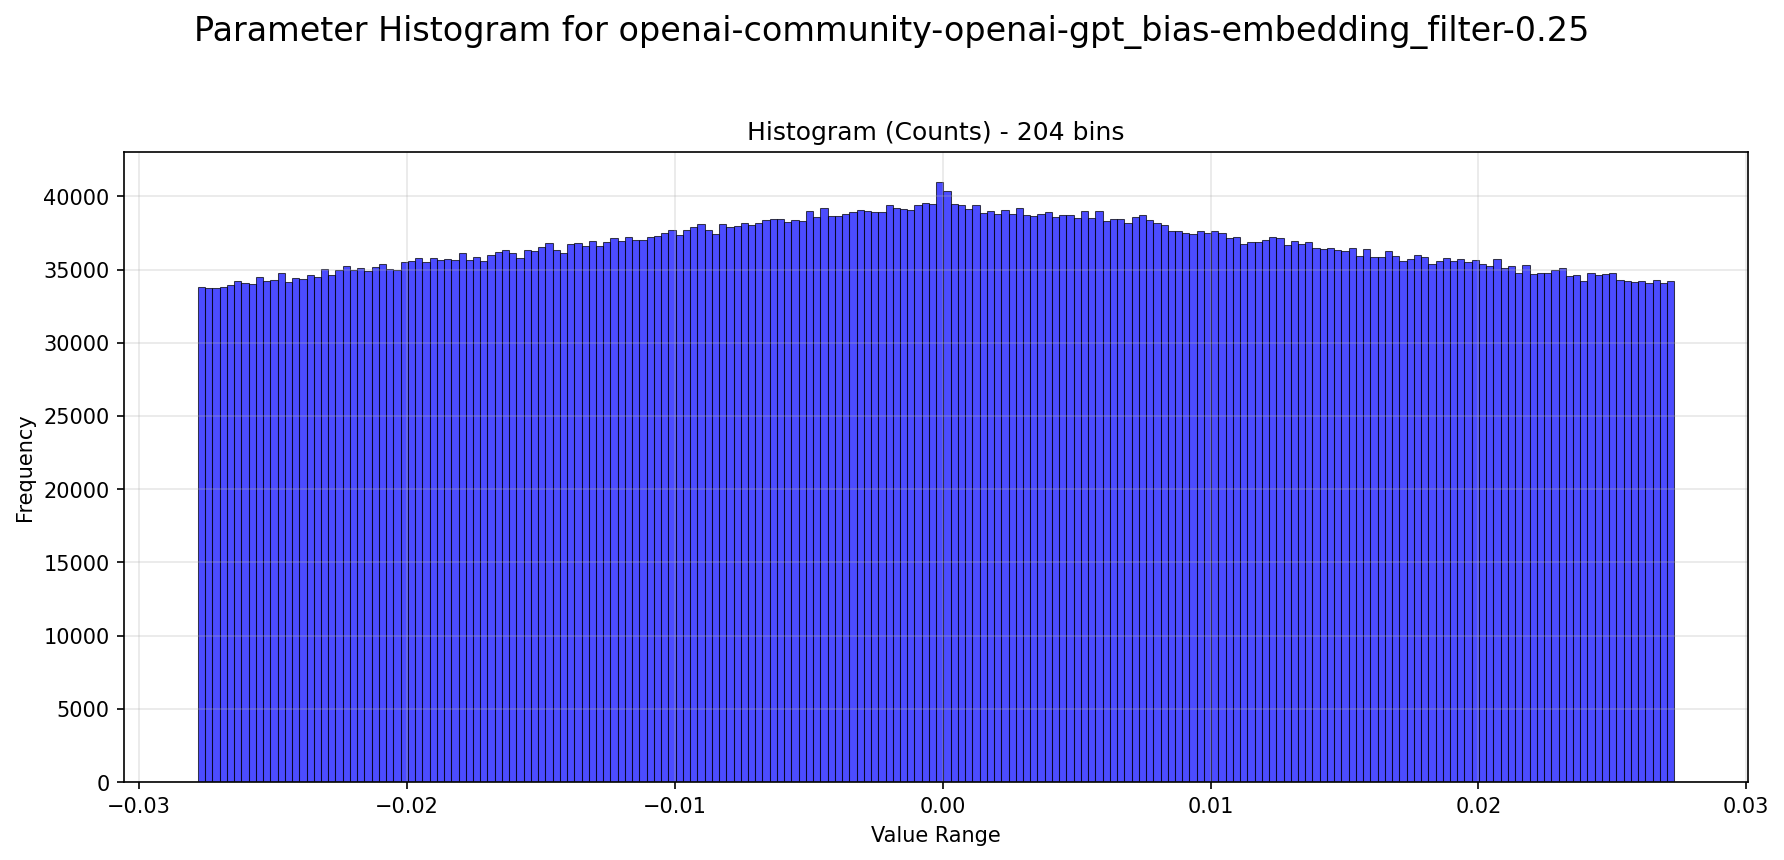 Parameter Histogram for openai-community-openai-gpt_bias-embedding_filter-0.25
Histogram (Counts) - 204 bins
40000
35000
30000
25000
20000
15000
10000
5000
0
Frequency
−0.03 −0.02 −0.01 0.00 0.01 0.02 0.03
Value Range